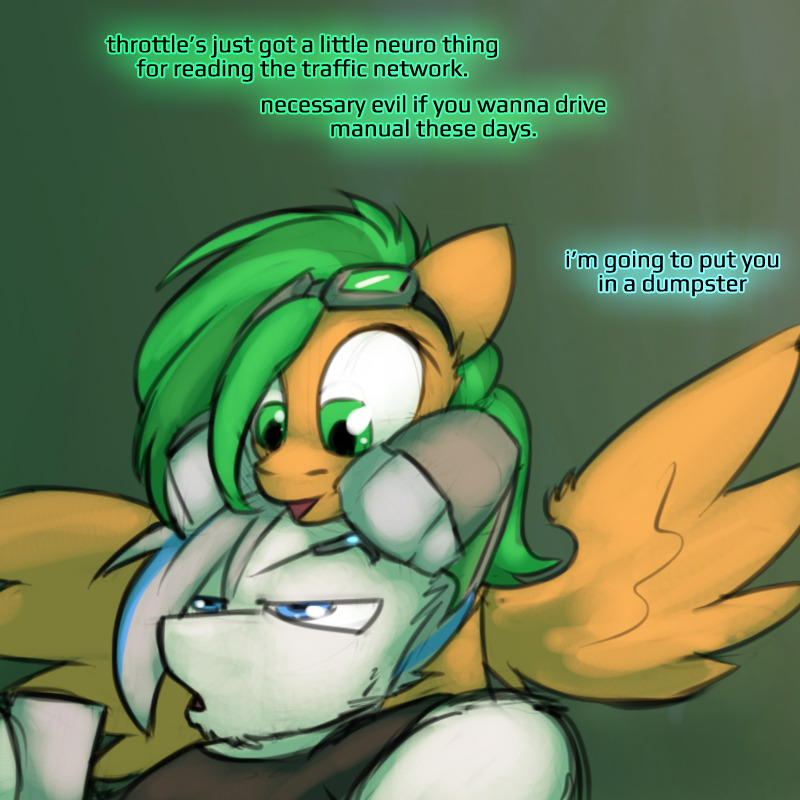 throttle's just got a little neuro thing
for reading the traffic network.
necessary evil if you wanna drive
manual these days.
i'm going to put you
in a dumpster